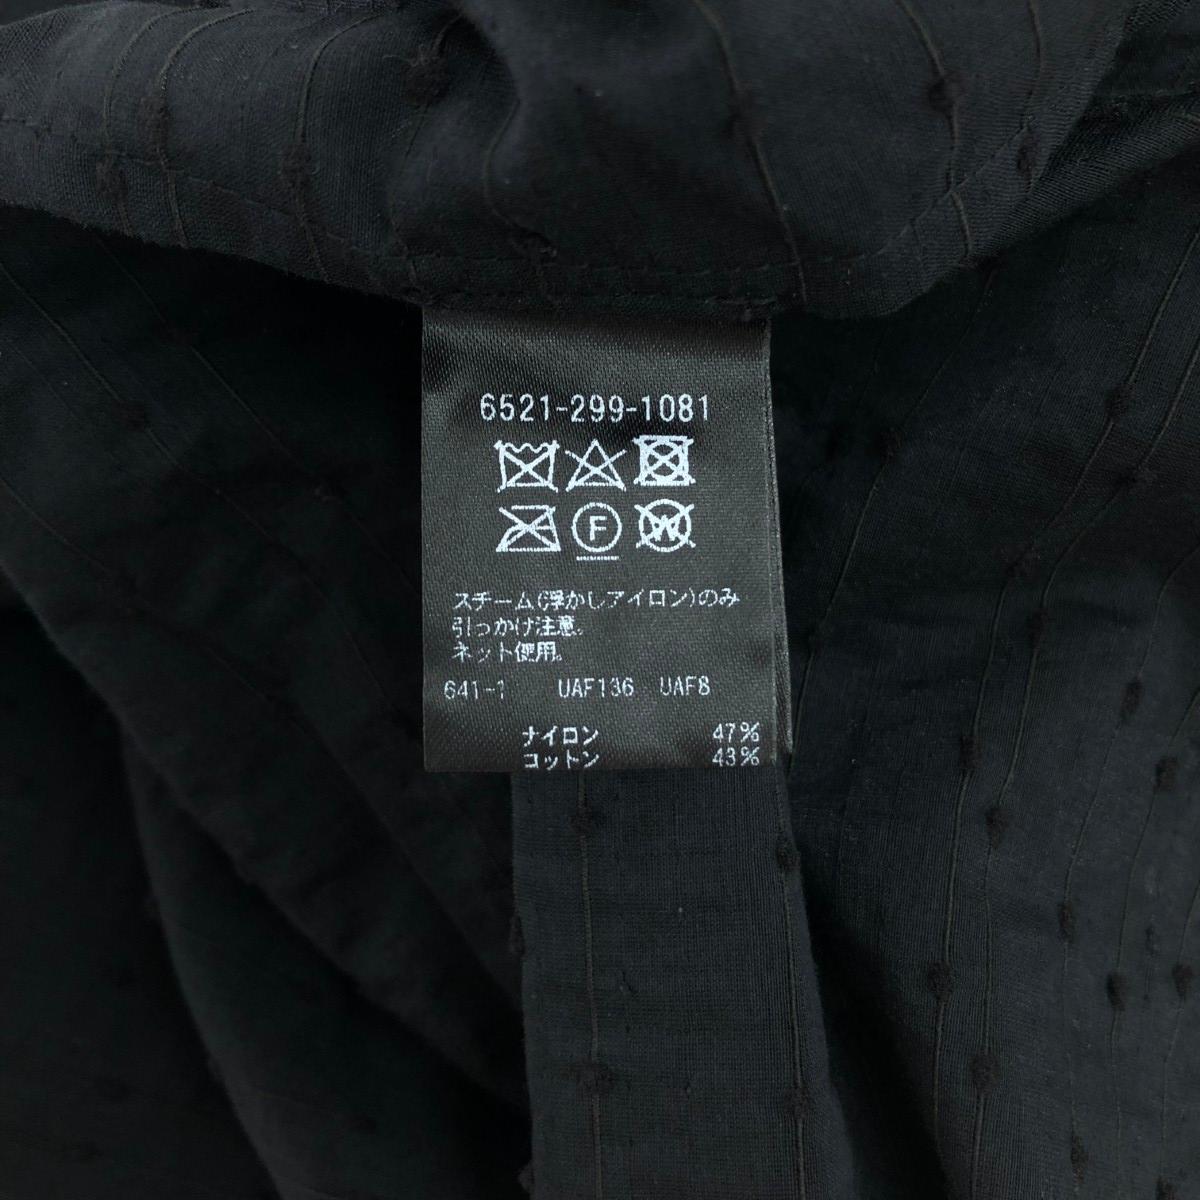 6521-299-1081
F W
スチーム(浮かしアイロン)のみ
引っかけ注意。
ネット使用。
641-1 UAF136 UAF8
ナイロン 47%
コットン 43%